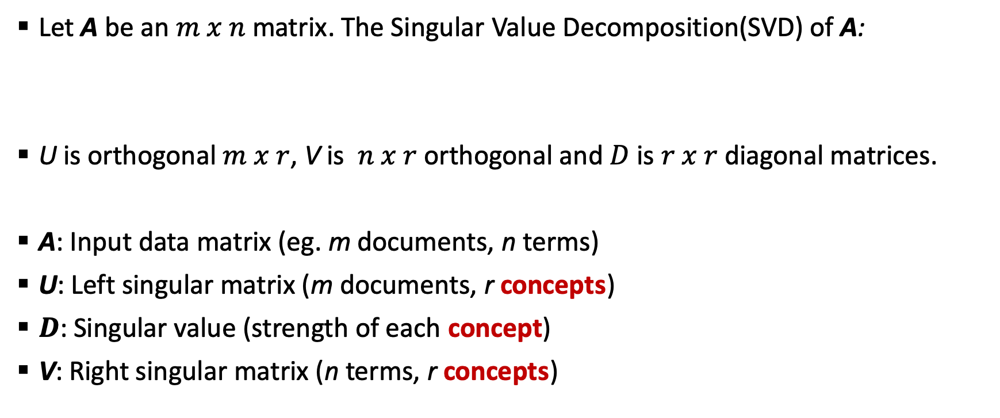 ▪ Let A be an m x n matrix. The Singular Value Decomposition(SVD) of A:
▪ U is orthogonal m x r, V is n x r orthogonal and D is r x r diagonal matrices.
▪ A: Input data matrix (eg. m documents, n terms)
▪ U: Left singular matrix (m documents, r concepts)
▪ D: Singular value (strength of each concept)
▪ V: Right singular matrix (n terms, r concepts)